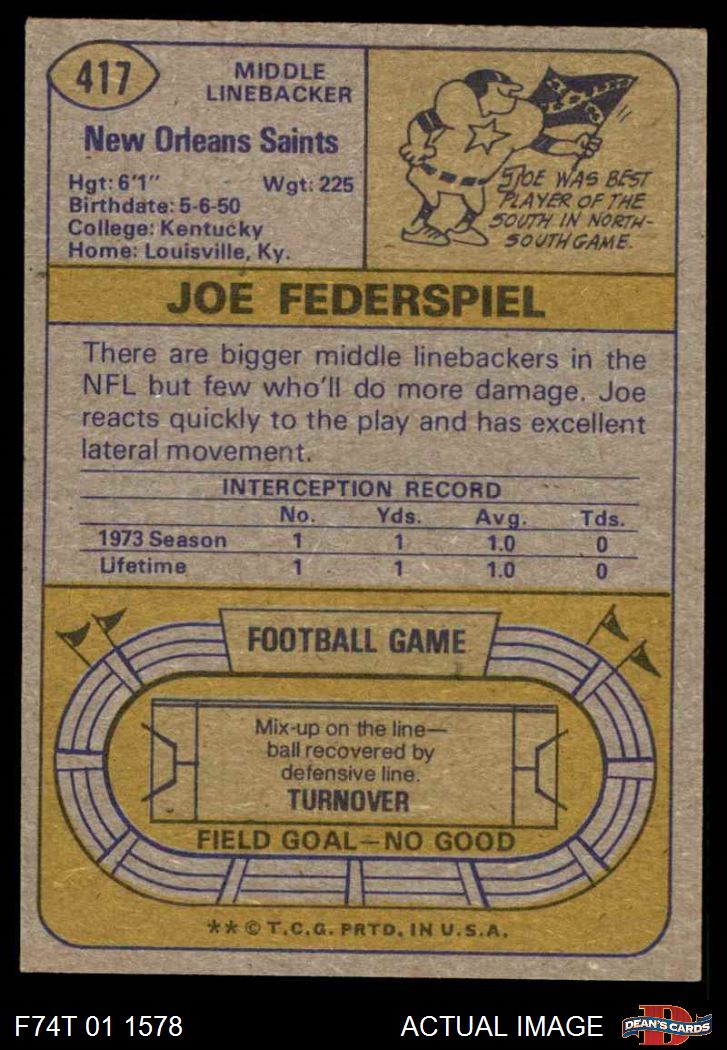 417
MIDDLE
LINEBACKER
New Orleans Saints
Hgt: 6'1" Wgt: 225
Birthdate: 5-6-50
College: Kentucky
Home: Louisville, Ky.
JOE WAS BEST
PLAYER OF THE
SOUTH IN NORTH-
SOUTH GAME.
JOE FEDERSPIEL
There are bigger middle linebackers in the
NFL but few who'll do more damage. Joe
reacts quickly to the play and has excellent
lateral movement.
INTERCEPTION RECORD
No. Yds. Avg. Tds.
1973 Season 1 1 1.0 0
Lifetime 1 1 1.0 0
FOOTBALL GAME
Mix-up on the line—
ball recovered by
defensive line.
TURNOVER
FIELD GOAL—NO GOOD
** © T.C.G. PRTD. IN U.S.A.
F74T 01 1578 ACTUAL IMAGE
D
DEAN'S CARDS